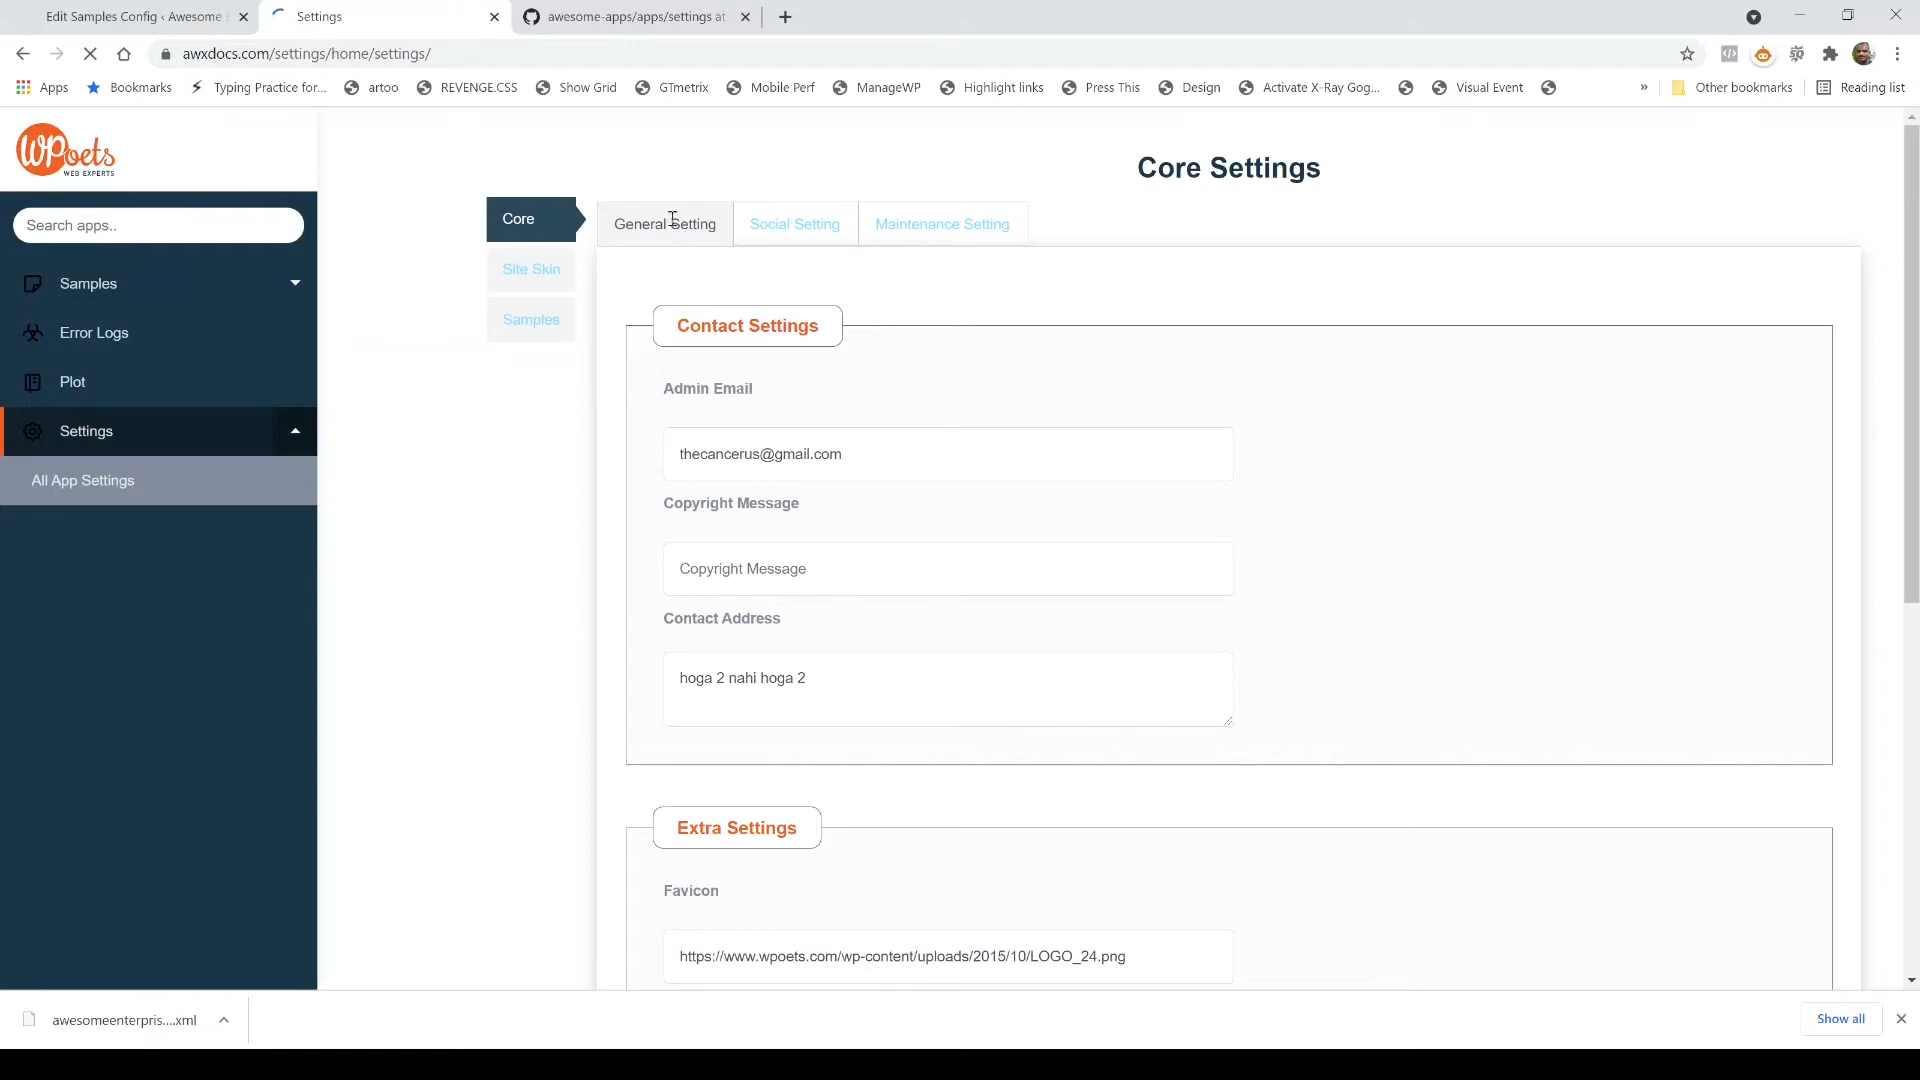 Edit Samples Config ‹ Awesome E
Settings
awesome-apps/apps/settings at
awxdocs.com/settings/home/settings/
Apps
Bookmarks
Typing Practice for...
artoo
REVENGE.CSS
Show Grid
GTmetrix
Mobile Perf
ManageWP
Highlight links
Press This
Design
Activate X-Ray Gog...
Visual Event
»
Other bookmarks
Reading list
WPoets
WEB EXPERTS
Search apps..
Samples
Error Logs
Plot
Settings
All App Settings
Core Settings
Core
Site Skin
Samples
General Setting
Social Setting
Maintenance Setting
Contact Settings
Admin Email
thecancerus@gmail.com
Copyright Message
Copyright Message
Contact Address
hoga 2 nahi hoga 2
Extra Settings
Favicon
https://www.wpoets.com/wp-content/uploads/2015/10/LOGO_24.png
awesomeenterpris....xml
Show all